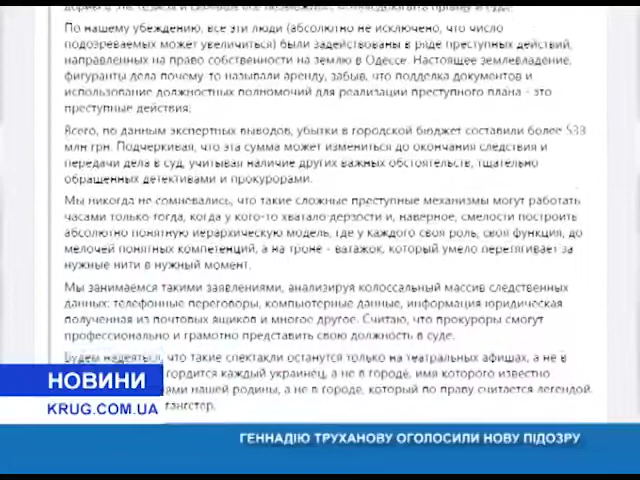 По нашему убеждению, все эти люди (абсолютно не исключено, что число
подозреваемых может увеличиться) были задействованы в ряде преступных действий,
направленных на право собственности на землю в Одессе. Настоящее землевладение,
фигуранты дела почему-то называли аренду, забыв, что подделка документов и
использование должностных полномочий для реализации преступного плана - это
преступные действия;
Всего, по данным экспертных выводов, убытки в городской бюджет составили более 533
млн грн. Подчеркивая, что эта сумма может измениться до окончания следствия и
передачи дела в суд, учитывая наличие других важных обстоятельств, тщательно
обращенных детективами и прокурорами.
Мы никогда не сомневались, что такие сложные преступные механизмы могут работать
часами только тогда, когда у кого-то хватало дерзости и, наверное, смелости построить
абсолютно понятную иерархическую модель, где у каждого своя роль, своя функция, до
мелочей понятных компетенций, а на троне - ватажок, который умело перетягивает за
нужные нити в нужный момент.
Мы занимаемся такими заявлениями, анализируя колоссальный массив следственных
данных: телефонные переговоры, компьютерные данные, информация юридическая
полученная из почтовых ящиков и многое другое. Считаю, что прокуроры смогут
профессионально и грамотно представить свою должность в суде.
Будем надеяться, что такие спектакли останутся только на театральных афишах, а не в
гордится каждый украинец, а не в городе, имя которого известно
ами нашей родины, а не в городе, который по праву считается легендой.
гангстер.
НОВИНИ
KRUG.COM.UA
ГЕННАДІЮ ТРУХАНОВУ ОГОЛОСИЛИ НОВУ ПІДОЗРУ